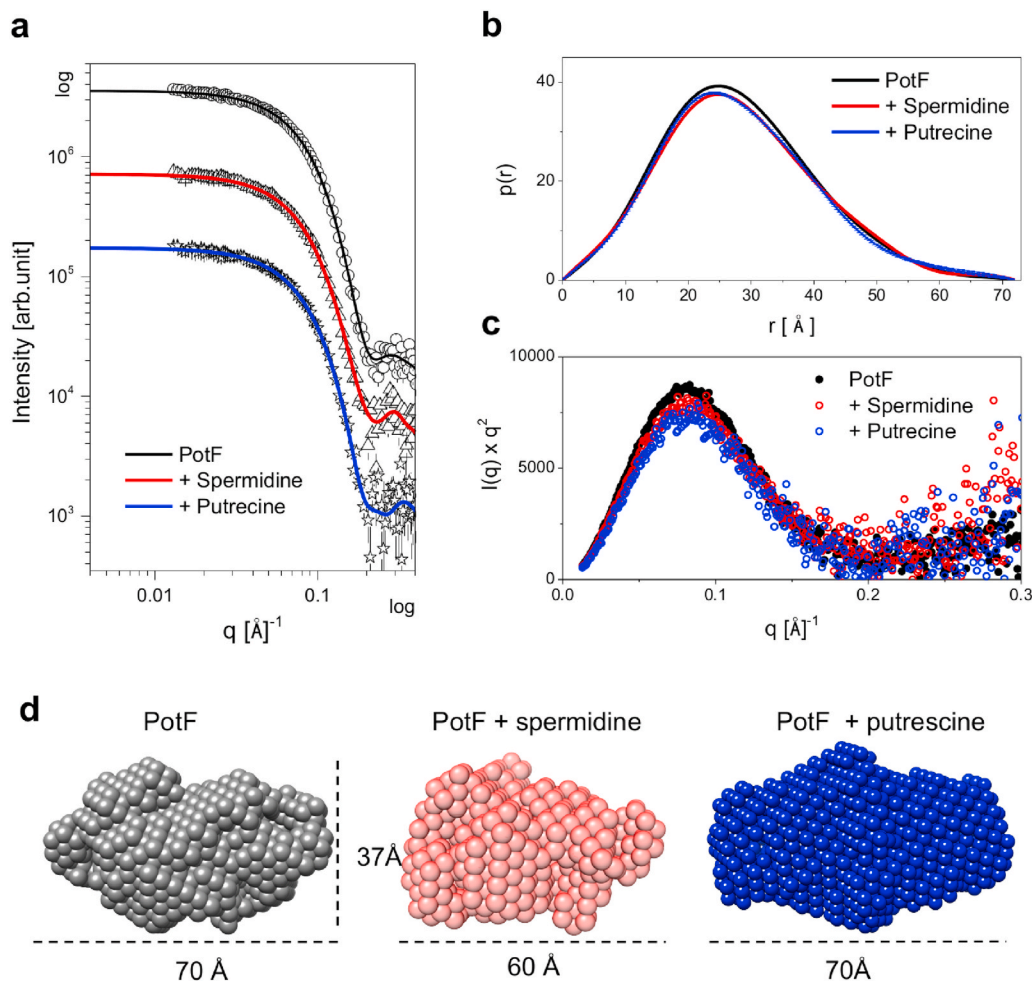 a
log
10^6
10^5
10^4
10^3
Intensity [arb.unit]
PotF
+ Spermidine
+ Putrecine
0.01
0.1
log
q [Å]^-1
b
40
20
0
p(r)
PotF
+ Spermidine
+ Putrecine
0
10
20
30
40
50
60
70
r [ Å ]
c
10000
5000
0
I(q) x q^2
PotF
+ Spermidine
+ Putrecine
0.0
0.1
0.2
0.3
q [Å]^-1
d
PotF
PotF + spermidine
PotF + putrescine
37Å
70 Å
60 Å
70Å